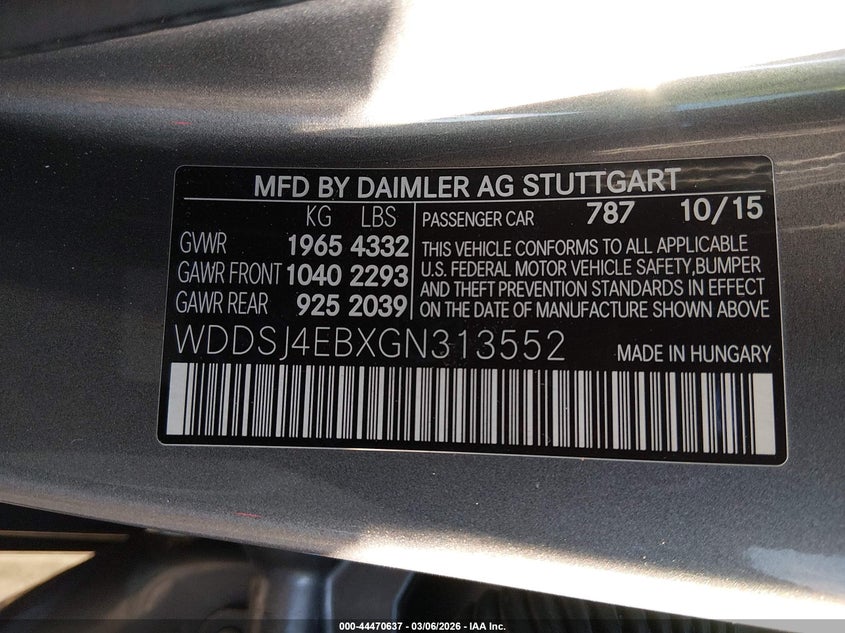 MFD BY DAIMLER AG STUTTGART
KG LBS
GVWR 1965 4332
GAWR FRONT 1040 2293
GAWR REAR 925 2039
PASSENGER CAR 787 10/15
THIS VEHICLE CONFORMS TO ALL APPLICABLE
U.S. FEDERAL MOTOR VEHICLE SAFETY,BUMPER
AND THEFT PREVENTION STANDARDS IN EFFECT
ON THE DATE OF MANUFACTURE SHOWN ABOVE
WDDSJ4EBXGN313552
MADE IN HUNGARY
000-44470637 - 03/06/2026 - IAA Inc.